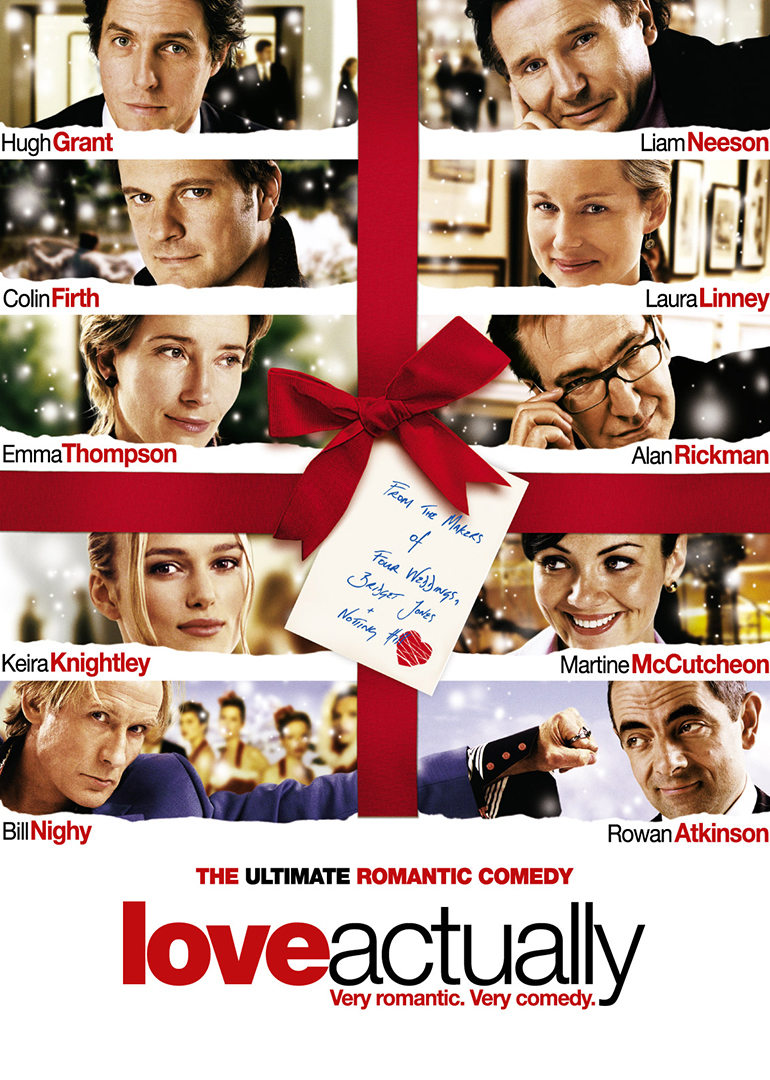 Hugh Grant
Liam Neeson
Colin Firth
Laura Linney
Emma Thompson
Alan Rickman
From The Makers
of
Four Weddings,
Bridget Jones
+
Notting Hi
Keira Knightley
Martine McCutcheon
Bill Nighy
Rowan Atkinson
THE ULTIMATE ROMANTIC COMEDY
love actually
Very romantic. Very comedy.